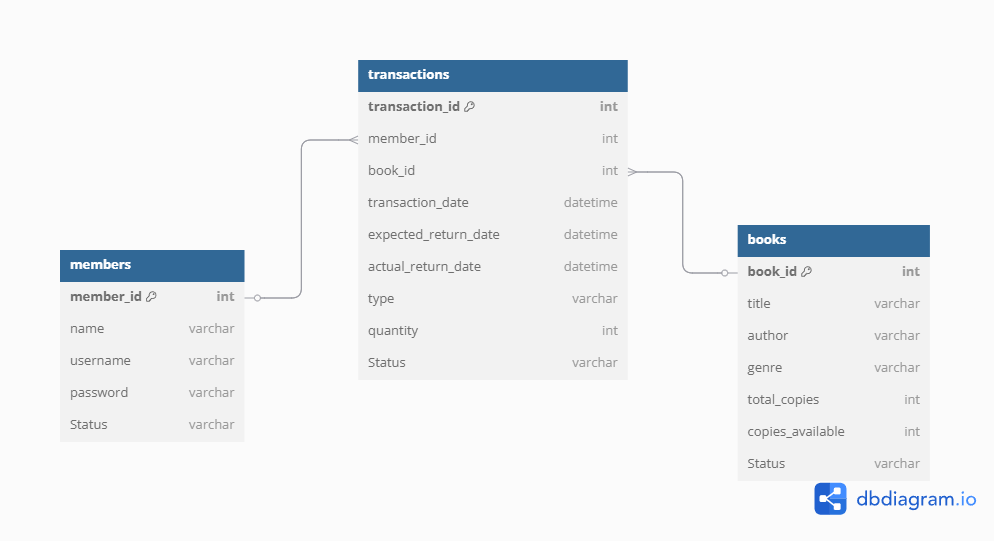 transactions
transaction_id int
member_id int
book_id int
transaction_date datetime
expected_return_date datetime
actual_return_date datetime
type varchar
quantity int
Status varchar
members
member_id int
name varchar
username varchar
password varchar
Status varchar
books
book_id int
title varchar
author varchar
genre varchar
total_copies int
copies_available int
Status varchar
dbdiagram.io